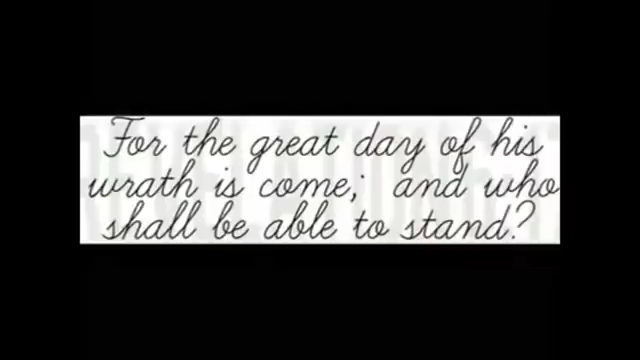 For the great day of his
wrath is come; and who
shall be able to stand?